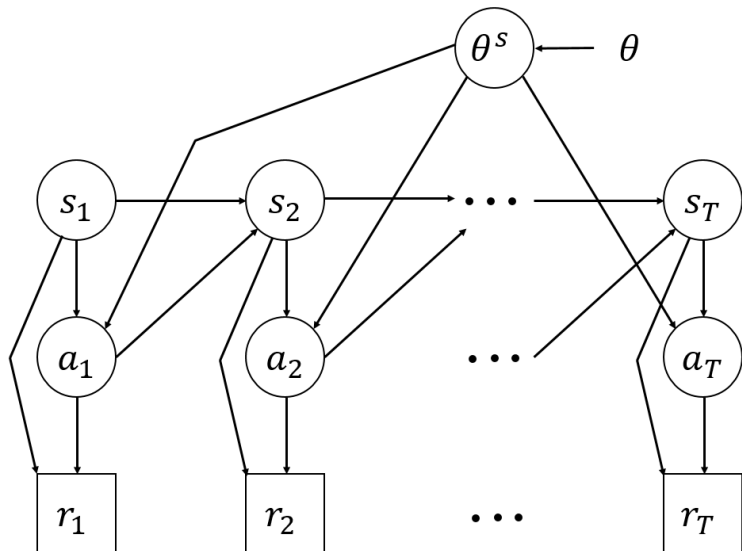 θ^s θ
s_1 s_2 ... s_T
a_1 a_2 ... a_T
r_1 r_2 ... r_T